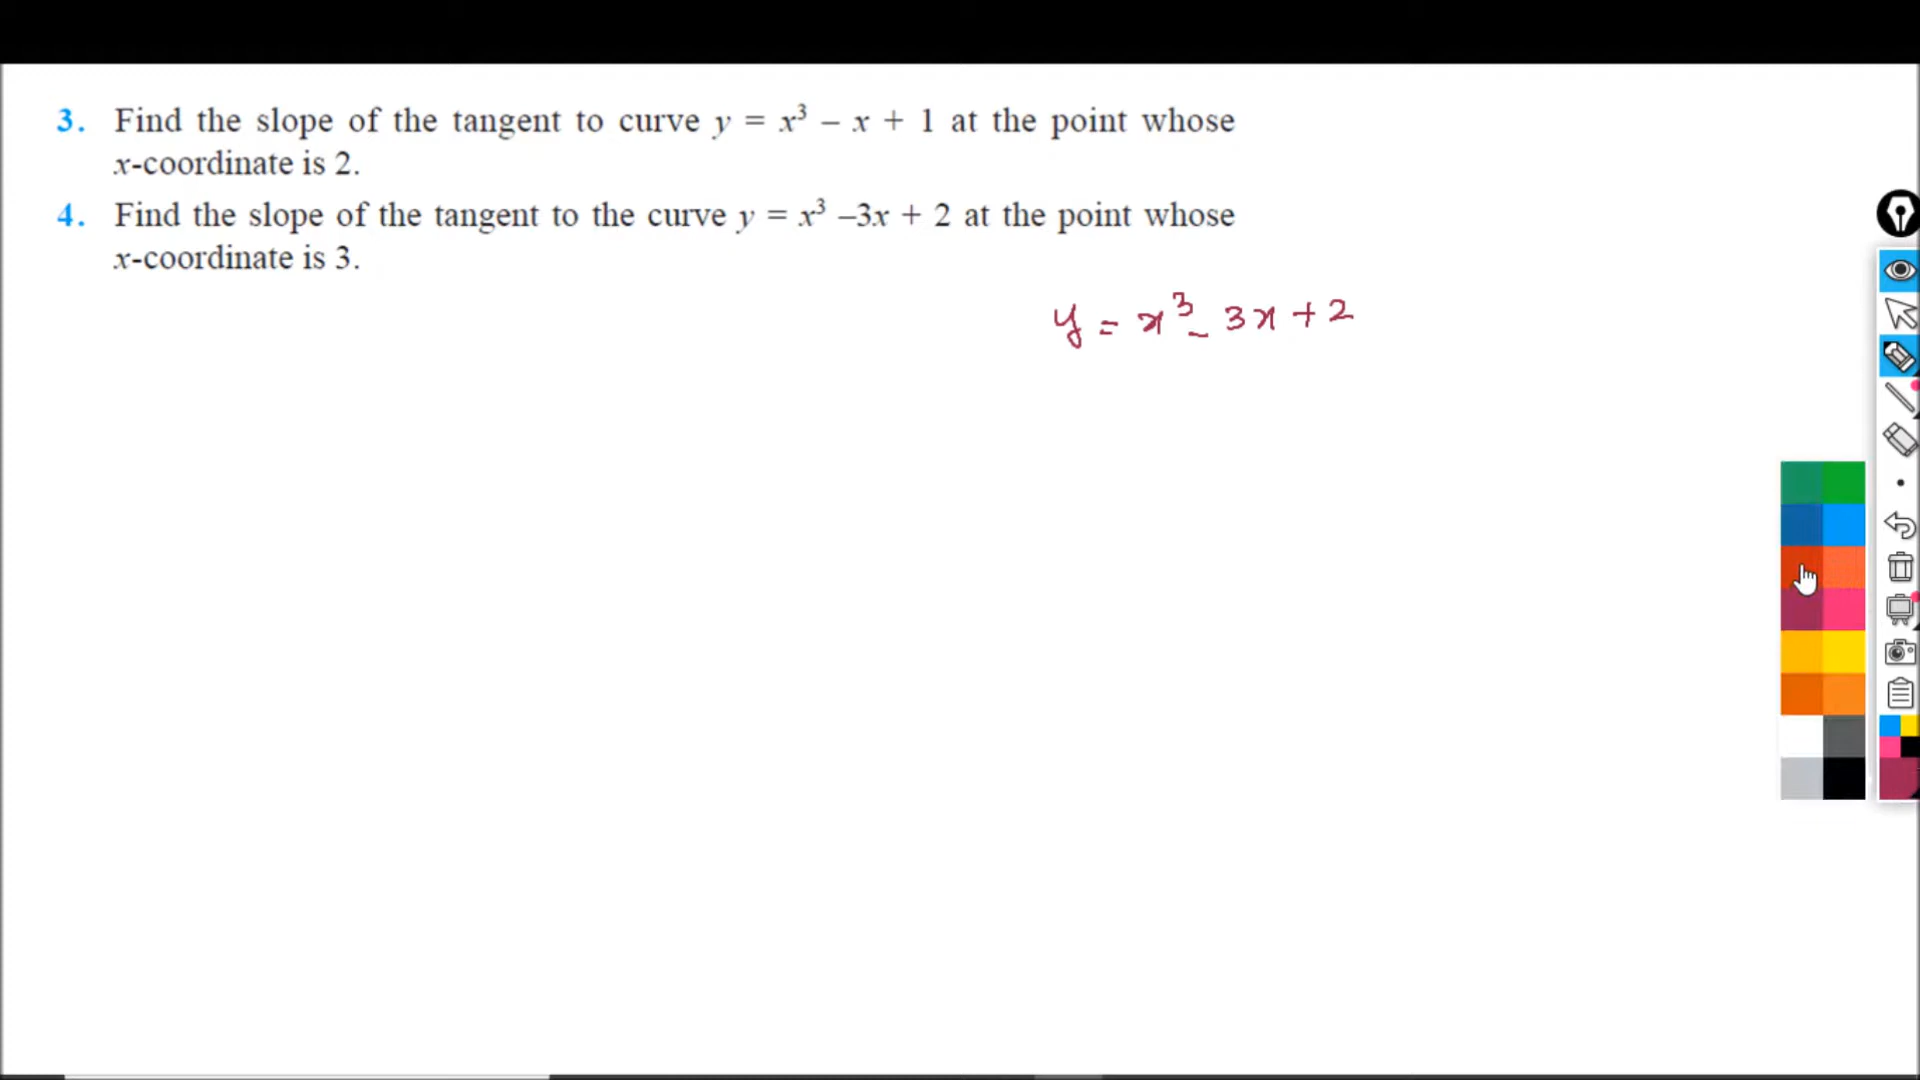 3. Find the slope of the tangent to curve y = x³ – x + 1 at the point whose
x-coordinate is 2.
4. Find the slope of the tangent to the curve y = x³ –3x + 2 at the point whose
x-coordinate is 3.
y = x³ - 3x + 2